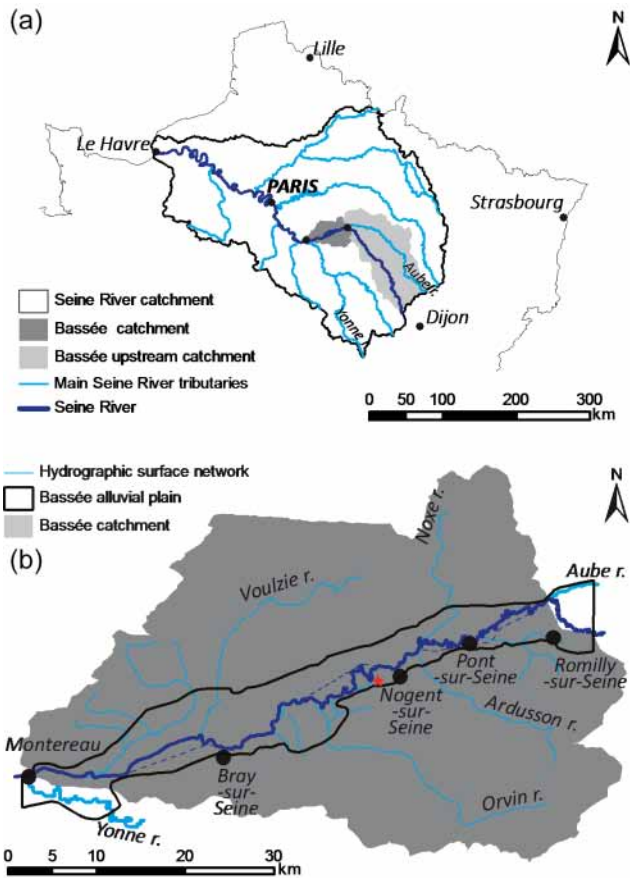 (a)
Lille
N
Le Havre
PARIS
Strasbourg
Aube r.
Yonne
Dijon
Seine River catchment
Bassée catchment
Bassée upstream catchment
Main Seine River tributaries
Seine River
0 50 100 200 300
km
Hydrographic surface network
Bassée alluvial plain
Bassée catchment
N
(b)
Noxe r.
Aube r.
Voulzie r.
Pont
-sur-Seine
Romilly
-sur-Seine
Nogent
-sur-
Seine
Ardusson r.
Montereau
Bray
-sur-
Seine
Orvin r.
Yonne r.
0 5 10 20 30
km